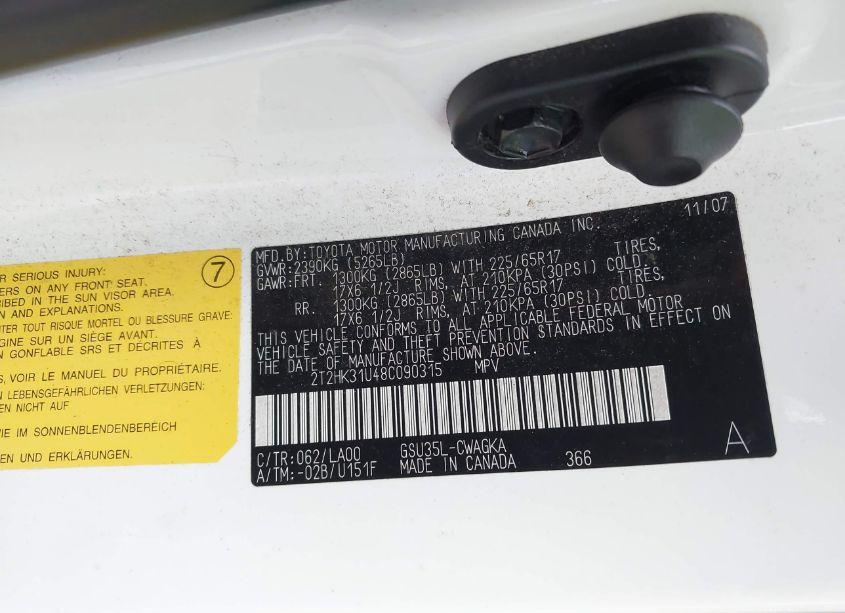 7
R SERIOUS INJURY:
ERS ON ANY FRONT SEAT.
RIBED IN THE SUN VISOR AREA.
N AND EXPLANATIONS.
ITER TOUT RISQUE MORTEL OU BLESSURE GRAVE:
GINE SUR UN SIÈGE AVANT.
N GONFLABLE SRS ET DÉCRITES À
S, VOIR LE MANUEL DU PROPRIÉTAIRE.
N LEBENSGEFÄHRLICHEN VERLETZUNGEN:
EN NICHT AUF
WIE IM SONNENBLENDENBEREICH
EN UND ERKLÄRUNGEN.
11/07
MFD.BY:TOYOTA MOTOR MANUFACTURING CANADA INC.
GVWR:2390KG (5265LB)
GAWR:FRT. 1300KG (2865LB) WITH 225/65R17 TIRES,
17X6 1/2J RIMS, AT 210KPA (30PSI) COLD.
RR. 1300KG (2865LB) WITH 225/65R17 TIRES,
17X6 1/2J RIMS, AT 210KPA (30PSI) COLD.
THIS VEHICLE CONFORMS TO ALL APPLICABLE FEDERAL MOTOR
VEHICLE SAFETY AND THEFT PREVENTION STANDARDS IN EFFECT ON
THE DATE OF MANUFACTURE SHOWN ABOVE.
2T2HK31U48C090315 MPV
C/TR:062/LA00 GSU35L-CWAGKA
A/TM:-02B/U151F MADE IN CANADA 366
A